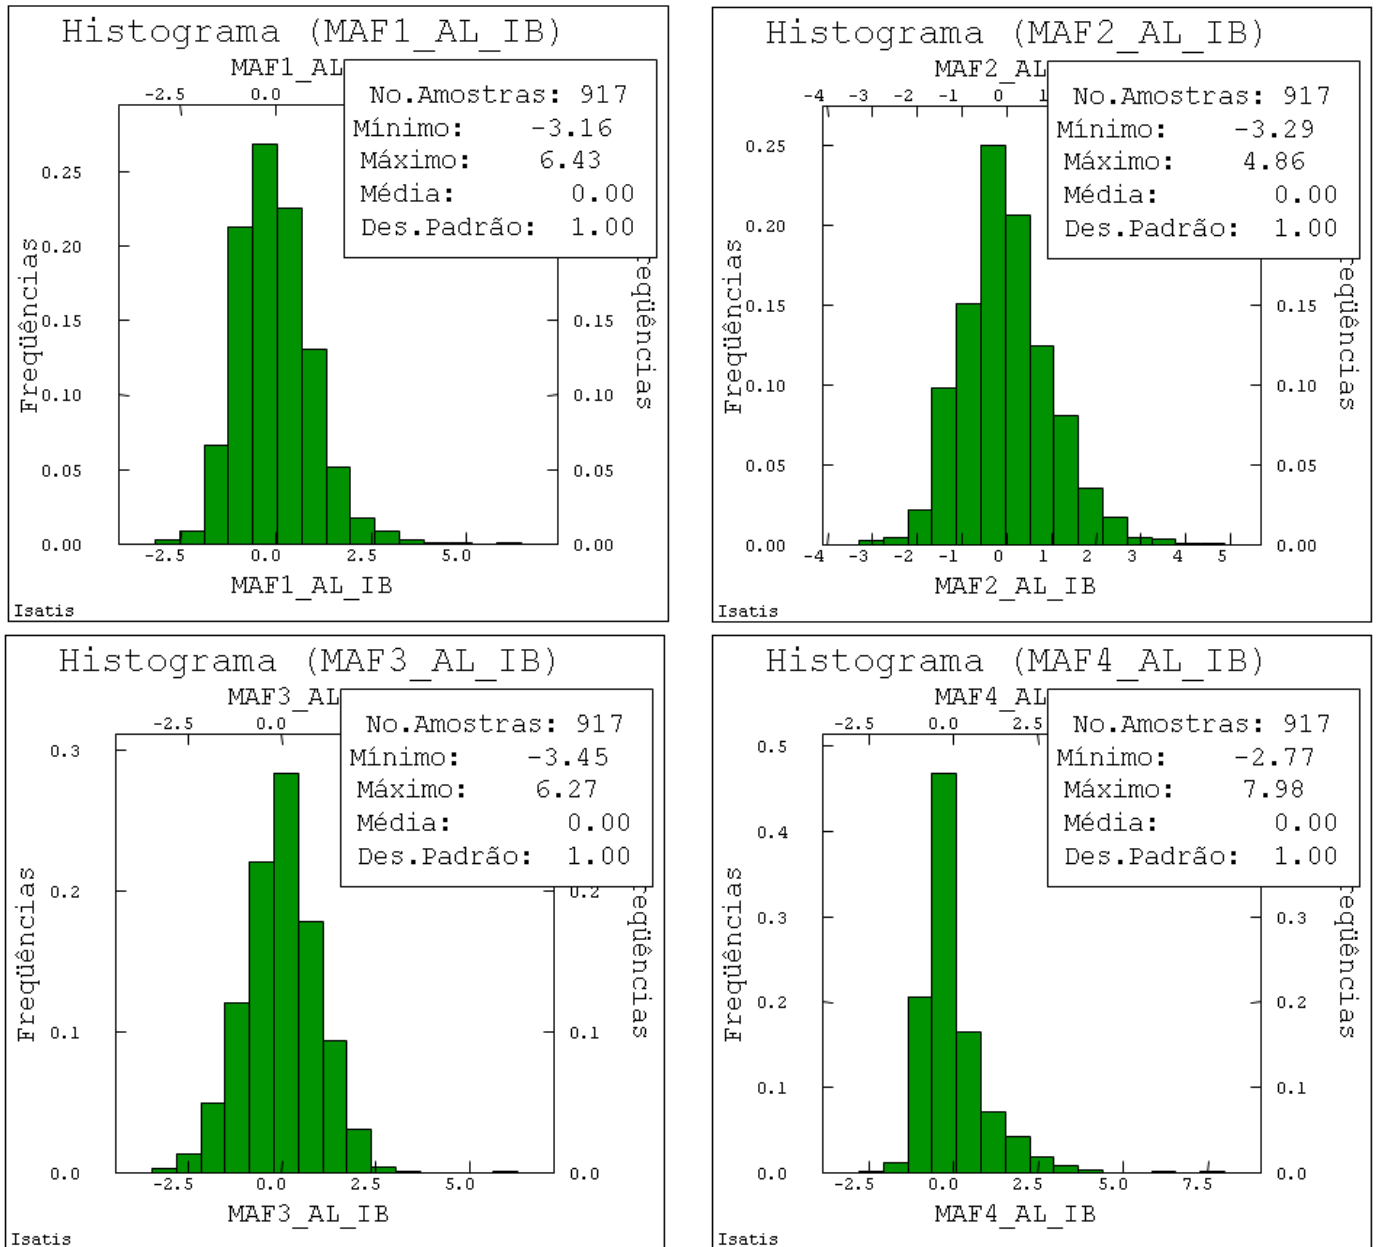 Histograma (MAF1_AL_IB)
MAF1_AL
-2.5 0.0
No.Amostras: 917
Mínimo: -3.16
Máximo: 6.43
Média: 0.00
Des.Padrão: 1.00
0.25
0.20
0.15
0.10
0.05
0.00
Freqüências
0.15
0.10
0.05
0.00
reqüências
-2.5 0.0 2.5 5.0
MAF1_AL_IB
Isatis
Histograma (MAF2_AL_IB)
MAF2_AL
-4 -3 -2 -1 0 1
No.Amostras: 917
Mínimo: -3.29
Máximo: 4.86
Média: 0.00
Des.Padrão: 1.00
0.25
0.20
0.15
0.10
0.05
0.00
Freqüências
0.15
0.10
0.05
0.00
reqüências
-4 -3 -2 -1 0 1 2 3 4 5
MAF2_AL_IB
Isatis
Histograma (MAF3_AL_IB)
MAF3_AL
-2.5 0.0
No.Amostras: 917
Mínimo: -3.45
Máximo: 6.27
Média: 0.00
Des.Padrão: 1.00
0.3
0.2
0.1
0.0
Freqüências
0.2
0.1
0.0
reqüências
-2.5 0.0 2.5 5.0
MAF3_AL_IB
Isatis
Histograma (MAF4_AL_IB)
MAF4_AL
-2.5 0.0 2.5
No.Amostras: 917
Mínimo: -2.77
Máximo: 7.98
Média: 0.00
Des.Padrão: 1.00
0.5
0.4
0.3
0.2
0.1
0.0
Freqüências
0.3
0.2
0.1
0.0
reqüências
-2.5 0.0 2.5 5.0 7.5
MAF4_AL_IB
Isatis